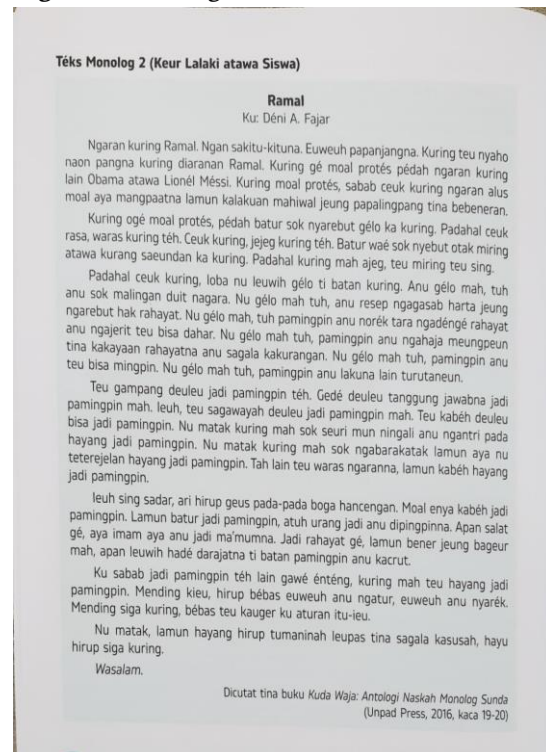 Téks Monolog 2 (Keur Lalaki atawa Siswa)
Ramal
Ku: Déni A. Fajar
Ngaran kuring Ramal. Ngan sakitu-kituna. Euweuh papanjangna. Kuring teu nyaho
naon pangna kuring diaranan Ramal. Kuring gé moal protés pédah ngaran kuring
lain Obama atawa Lionél Méssi. Kuring moal protés, sabab ceuk kuring ngaran alus
moal aya mangpaatna lamun kalakuan mahiwal jeung papalingpang tina bebeneran.
Kuring ogé moal protés, pédah batur sok nyarebut gélo ka kuring. Padahal ceuk
rasa, waras kuring téh. Ceuk kuring, jejeg kuring téh. Batur waé sok nyebut otak miring
atawa kurang saeundan ka kuring. Padahal kuring mah ajeg, teu miring teu sing.
Padahal ceuk kuring, loba nu leuwih gélo ti batan kuring. Anu gélo mah, tuh
anu sok malingan duit nagara. Nu gélo mah tuh, anu resep ngagasab harta jeung
ngarebut hak rahayat. Nu gélo mah, tuh pamingpin anu norék tara ngadéngé rahayat
anu ngajerit teu bisa dahar. Nu gélo mah tuh, pamingpin anu ngahaja meungpeun
tina kakayaan rahayatna anu sagala kakurangan. Nu gélo mah tuh, pamingpin anu
teu bisa mingpin. Nu gélo mah tuh, pamingpin anu lakuna lain turutaneun.
Teu gampang deuleu jadi pamingpin téh. Gedé deuleu tanggung jawabna jadi
pamingpin mah. Ieuh, teu sagawayah deuleu jadi pamingpin mah. Teu kabéh deuleu
bisa jadi pamingpin. Nu matak kuring mah sok seuri mun ningali anu ngantri pada
hayang jadi pamingpin. Nu matak kuring mah sok ngabarakatak lamun aya nu
teterejelan hayang jadi pamingpin. Tah lain teu waras ngaranna, lamun kabéh hayang
jadi pamingpin.
Ieuh sing sadar, ari hirup geus pada-pada boga hancengan. Moal enya kabéh jadi
pamingpin. Lamun batur jadi pamingpin, atuh urang jadi anu dipingpinna. Apan salat
gé, aya imam aya anu jadi ma'mumna. Jadi rahayat gé, lamun bener jeung bageur
mah, apan leuwih hadé darajatna ti batan pamingpin anu kacrut.
Ku sabab jadi pamingpin téh lain gawé énténg, kuring mah teu hayang jadi
pamingpin. Mending kieu, hirup bébas euweuh anu ngatur, euweuh anu nyarék.
Mending siga kuring, bébas teu kauger ku aturan itu-ieu.
Nu matak, lamun hayang hirup tumaninah leupas tina sagala kasusah, hayu
hirup siga kuring.
Wasalam.
Dicutat tina buku Kuda Waja: Antologi Naskah Monolog Sunda
(Unpad Press, 2016, kaca 19-20)